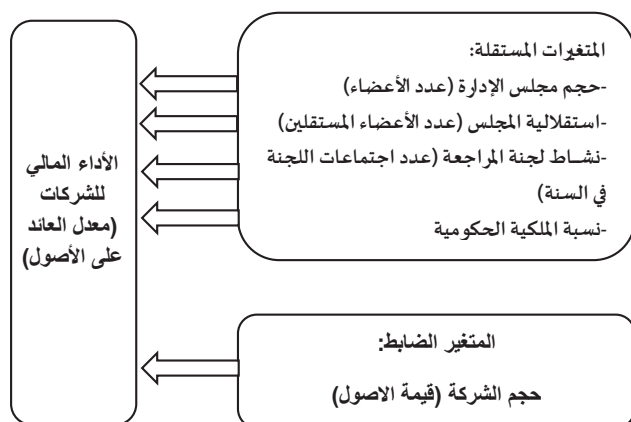 المتغيرات المستقلة:
-حجم مجلس الإدارة (عدد الأعضاء)
-استقلالية المجلس (عدد الأعضاء المستقلين)
-نشاط لجنة المراجعة (عدد اجتماعات اللجنة
في السنة)
-نسبة الملكية الحكومية
الأداء المالي
للشركات
(معدل العائد
على الأصول)
المتغير الضابط:
حجم الشركة (قيمة الاصول)